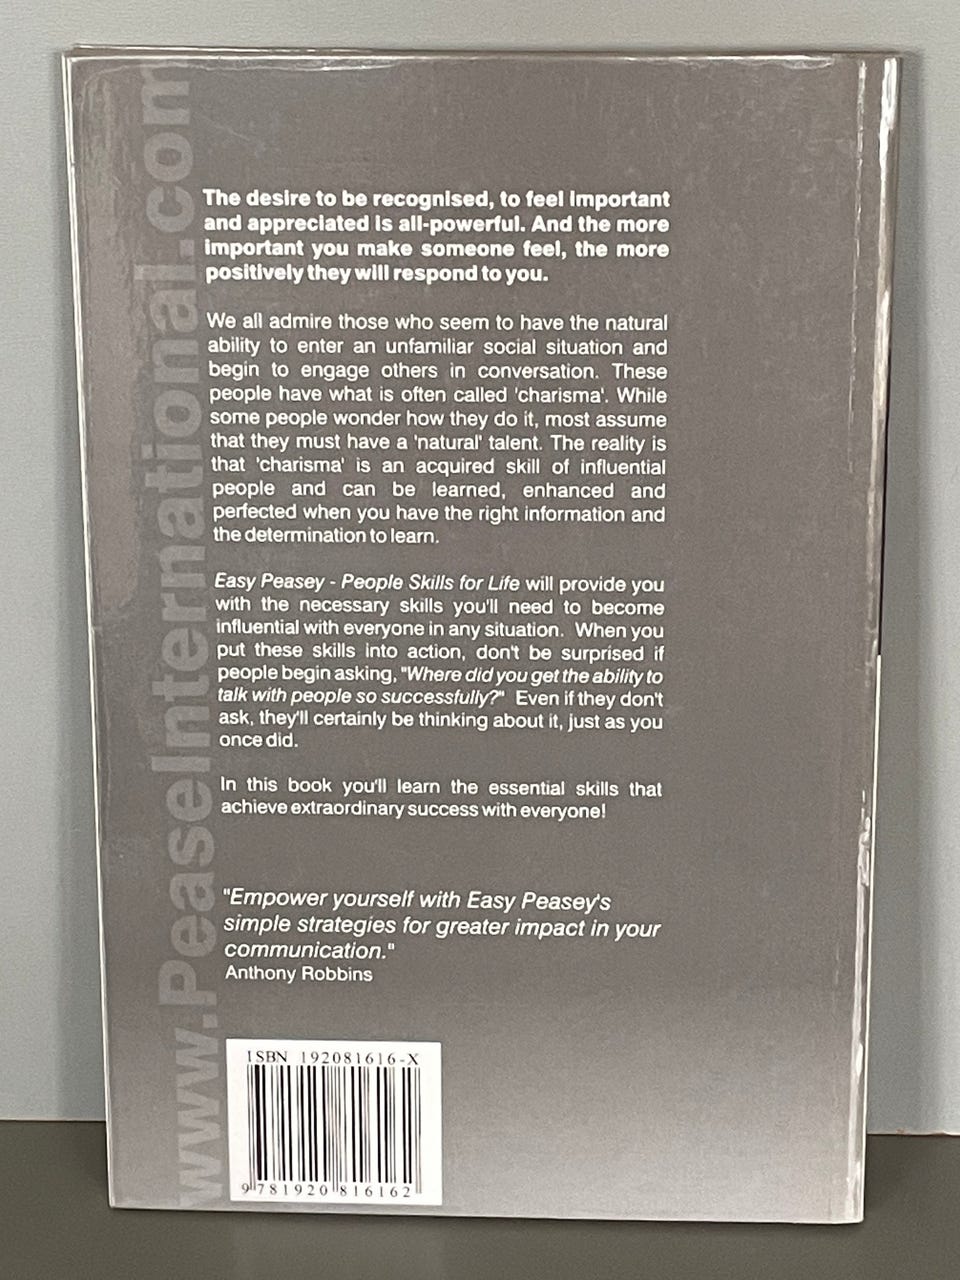 The desire to be recognised, to feel important
and appreciated is all-powerful. And the more
important you make someone feel, the more
positively they will respond to you.
We all admire those who seem to have the natural
ability to enter an unfamiliar social situation and
begin to engage others in conversation. These
people have what is often called 'charisma'. While
some people wonder how they do it, most assume
that they must have a 'natural' talent. The reality is
that 'charisma' is an acquired skill of influential
people and can be learned, enhanced and
perfected when you have the right information and
the determination to learn.
Easy Peasey - People Skills for Life will provide you
with the necessary skills you'll need to become
influential with everyone in any situation. When you
put these skills into action, don't be surprised if
people begin asking, "Where did you get the ability to
talk with people so successfully?" Even if they don't
ask, they'll certainly be thinking about it, just as you
once did.
In this book you'll learn the essential skills that
achieve extraordinary success with everyone!
"Empower yourself with Easy Peasey's
simple strategies for greater impact in your
communication."
Anthony Robbins
ISBN 192081616-X
9 781920 816162
www.PeaseInternational.com